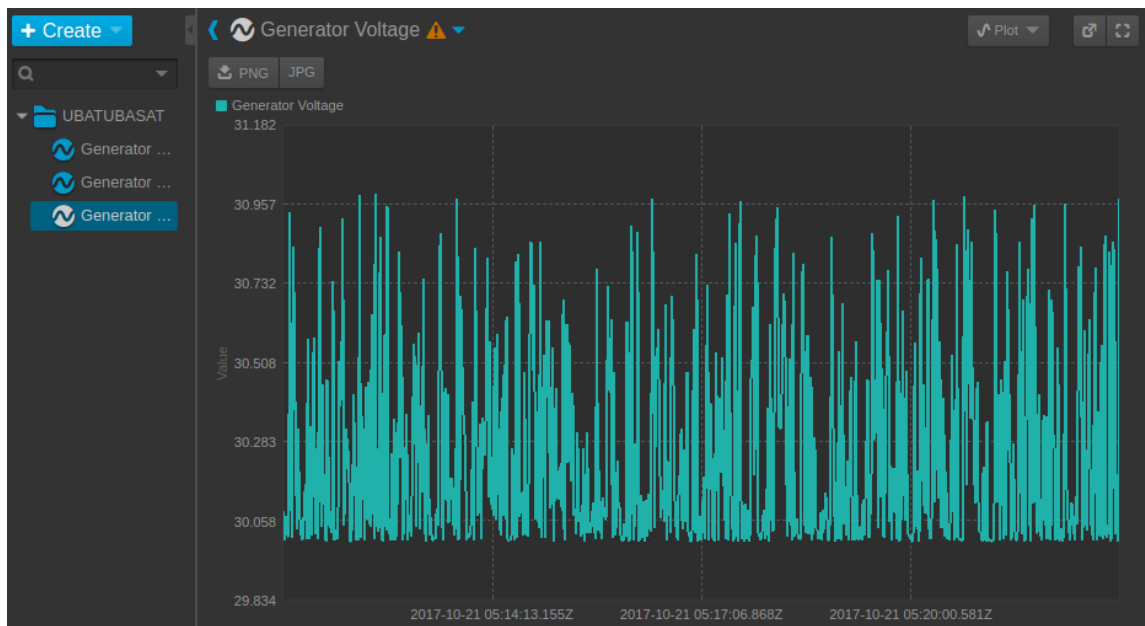 + Create
Generator Voltage
Plot
UBATUBASAT
Generator ...
Generator ...
Generator ...
PNG JPG
Generator Voltage
31.182
30.957
30.732
30.508
30.283
30.058
29.834
Value
2017-10-21 05:14:13.155Z 2017-10-21 05:17:06.868Z 2017-10-21 05:20:00.581Z